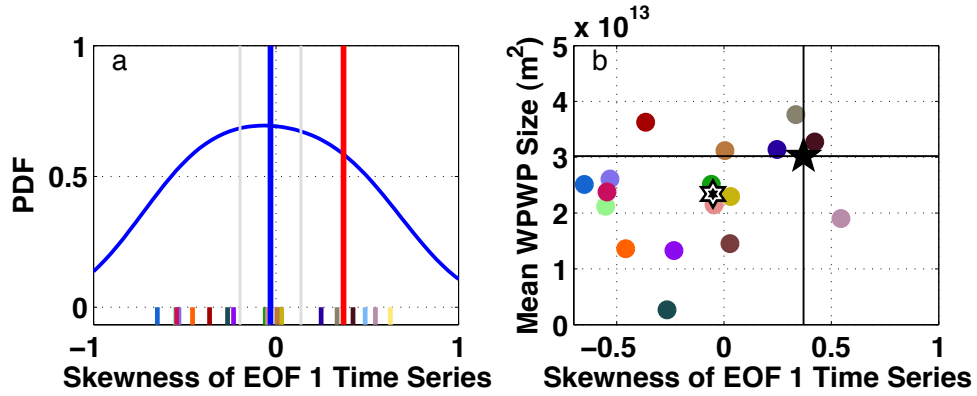 a
1
0.5
0
PDF
−1
0
1
Skewness of EOF 1 Time Series
x 10^13
b
5
4
3
2
1
0
Mean WPWP Size (m²)
−0.5
0
0.5
1
Skewness of EOF 1 Time Series